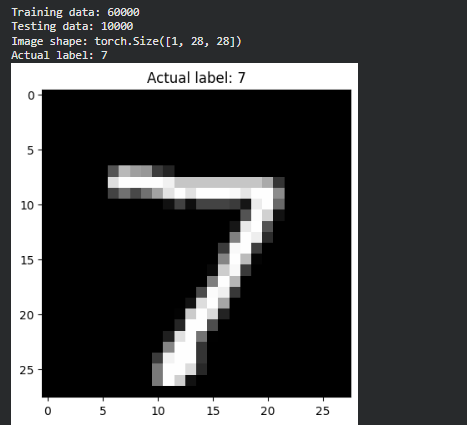 Training data: 60000
Testing data: 10000
Image shape: torch.Size([1, 28, 28])
Actual label: 7
Actual label: 7
0
5
10
15
20
25
7
0 5 10 15 20 25